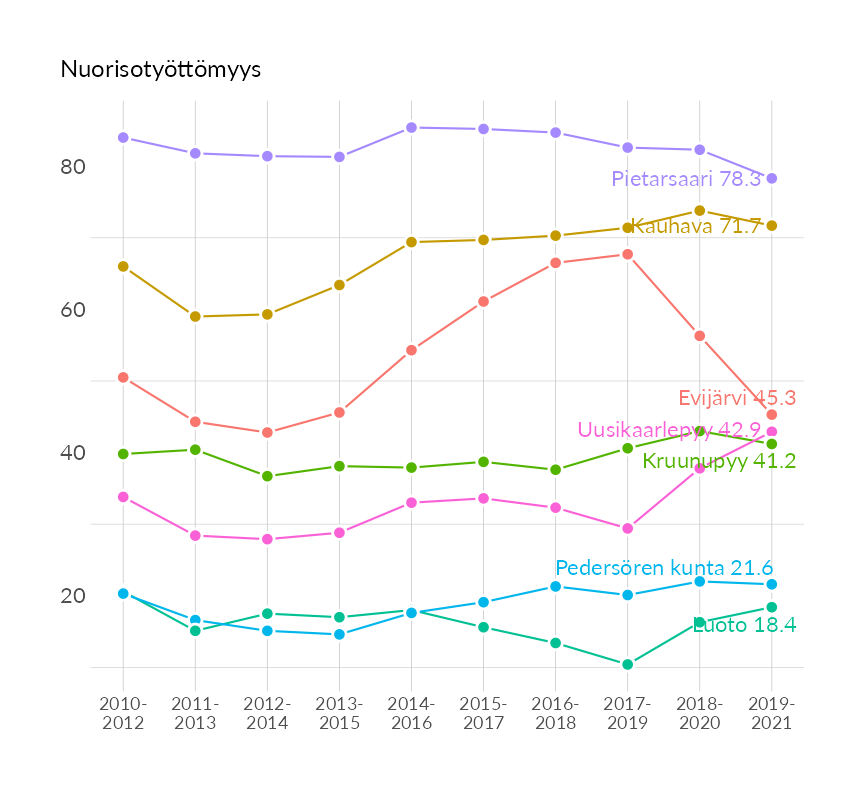 Nuorisotyöttömyys
80
60
40
20
Pietarsaari 78.3
Kauhava 71.7
Evijärvi 45.3
Uusikaarlepyy 42.9
Kruunupyy 41.2
Pedersören kunta 21.6
Luoto 18.4
2010- 2011- 2012- 2013- 2014- 2015- 2016- 2017- 2018- 2019-
2012 2013 2014 2015 2016 2017 2018 2019 2020 2021